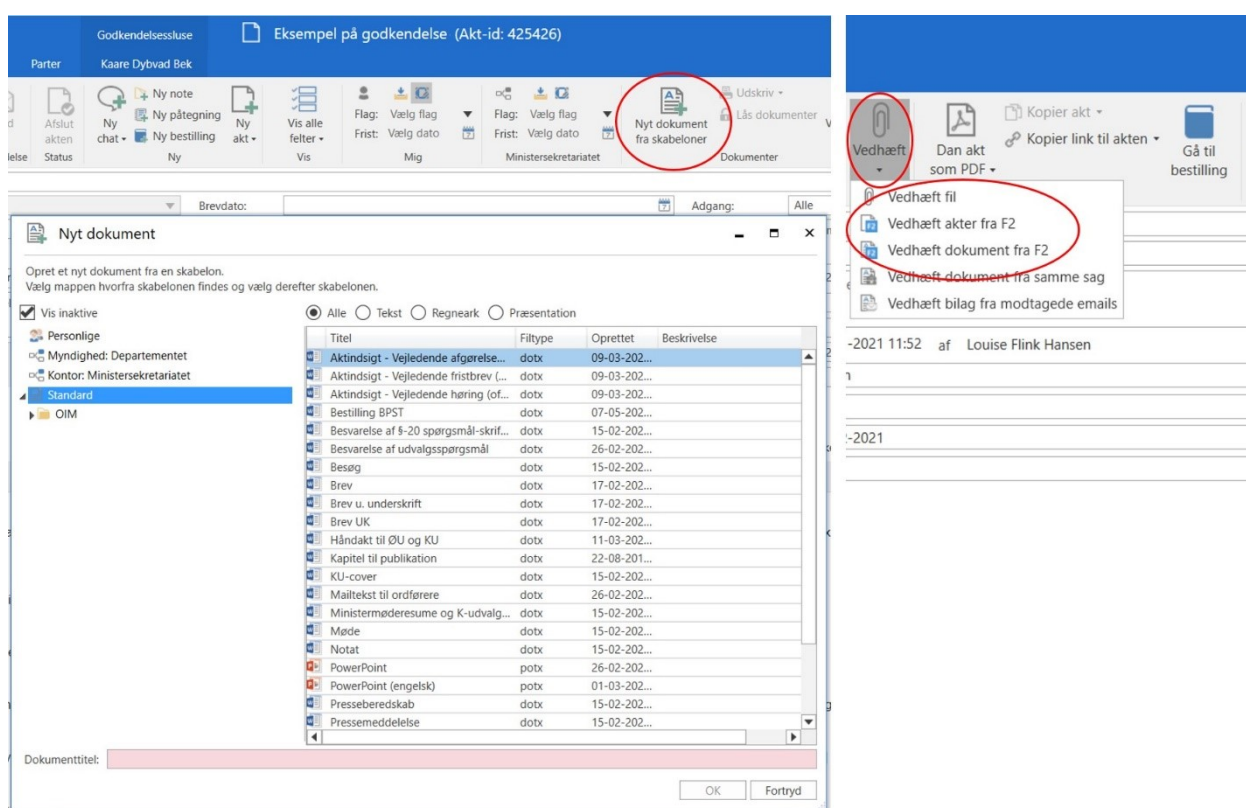 Godkendelsessluse
Eksempel på godkendelse (Akt-id: 425426)
Parter
Kaare Dybvad Bek
Afslut akten
Status
Ny chat
Ny note
Ny påtegning
Ny bestilling
Ny akt
Ny
Vis alle felter
Vis
Flag: Vælg flag
Frist: Vælg dato
Mig
Flag: Vælg flag
Frist: Vælg dato
Ministersekretariatet
Nyt dokument fra skabeloner
Udskriv
Lås dokumenter
Dokumenter
Brevdato:
Adgang:
Alle
Nyt dokument
Opret et nyt dokument fra en skabelon.
Vælg mappen hvorfra skabelonen findes og vælg derefter skabelonen.
Vis inaktive
Personlige
Myndighed: Departementet
Kontor: Ministersekretariatet
Standard
OIM
Alle Tekst Regneark Præsentation
Titel Filtype Oprettet Beskrivelse
Aktindsigt - Vejledende afgørelse... dotx 09-03-202...
Aktindsigt - Vejledende fristbrev (... dotx 09-03-202...
Aktindsigt - Vejledende høring (of... dotx 09-03-202...
Bestilling BPST dotx 07-05-202...
Besvarelse af §-20 spørgsmål-skrif... dotx 15-02-202...
Besvarelse af udvalgsspørgsmål dotx 26-02-202...
Besøg dotx 15-02-202...
Brev dotx 17-02-202...
Brev u. underskrift dotx 17-02-202...
Brev UK dotx 17-02-202...
Håndakt til ØU og KU dotx 11-03-202...
Kapitel til publikation dotx 22-08-201...
KU-cover dotx 15-02-202...
Mailtekst til ordførere dotx 26-02-202...
Ministermøderesume og K-udvalg... dotx 15-02-202...
Møde dotx 15-02-202...
Notat dotx 15-02-202...
PowerPoint potx 26-02-202...
PowerPoint (engelsk) potx 01-03-202...
Presseberedskab dotx 15-02-202...
Pressemeddelelse dotx 15-02-202...
Dokumenttitel:
OK Fortryd
Vedhæft
Dan akt som PDF
Kopier akt
Kopier link til akten
Gå til bestilling
Vedhæft fil
Vedhæft akter fra F2
Vedhæft dokument fra F2
Vedhæft dokument fra samme sag
Vedhæft bilag fra modtagede emails
-2021 11:52 af Louise Flink Hansen
-2021